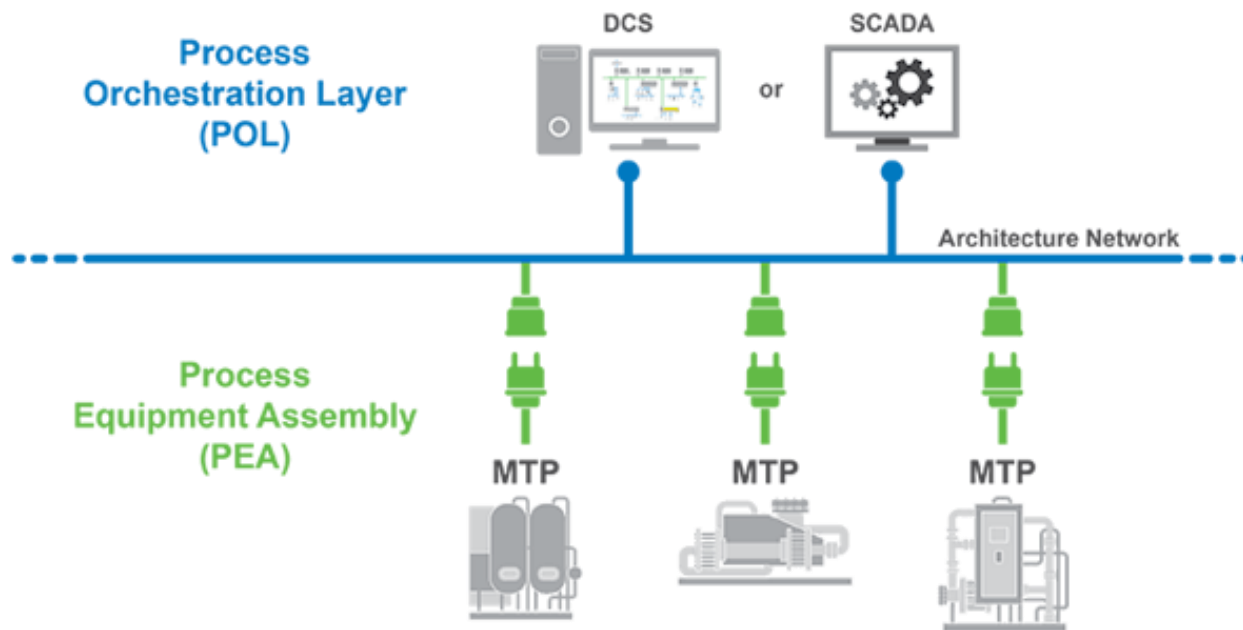 DCS
SCADA
Process
Orchestration Layer
(POL)
or
Architecture Network
Process
Equipment Assembly
(PEA)
MTP
MTP
MTP